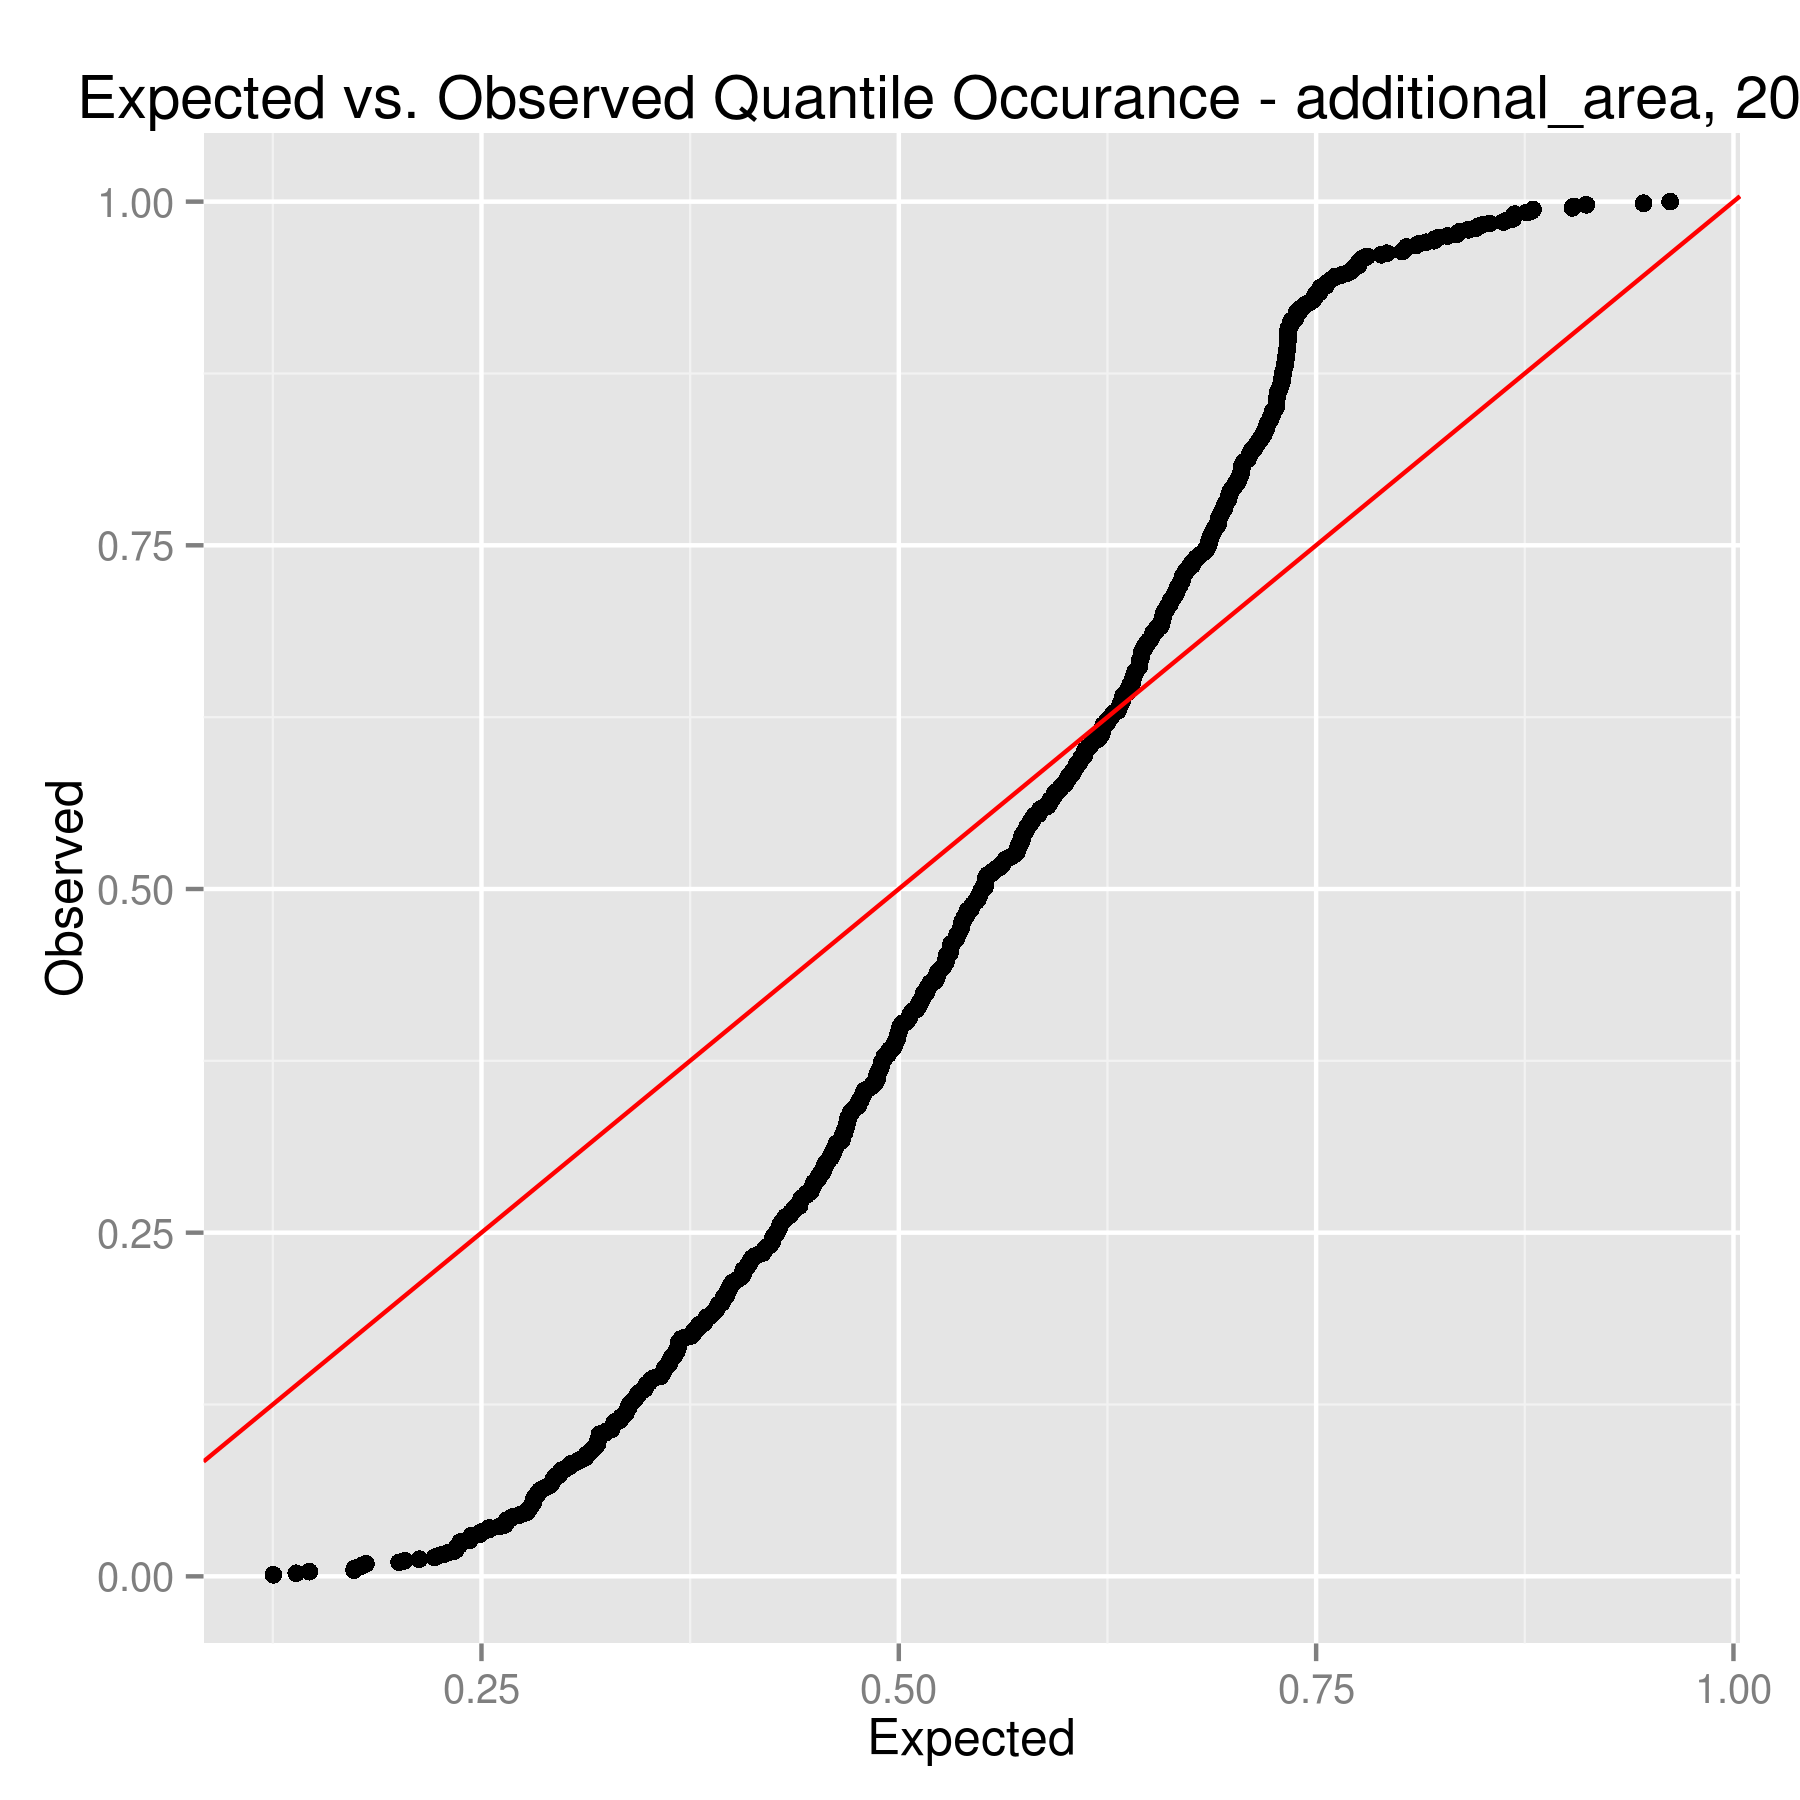 Expected vs. Observed Quantile Occurance - additional_area, 20
1.00
0.75
0.50
0.25
0.00
Observed
0.25 0.50 0.75 1.00
Expected